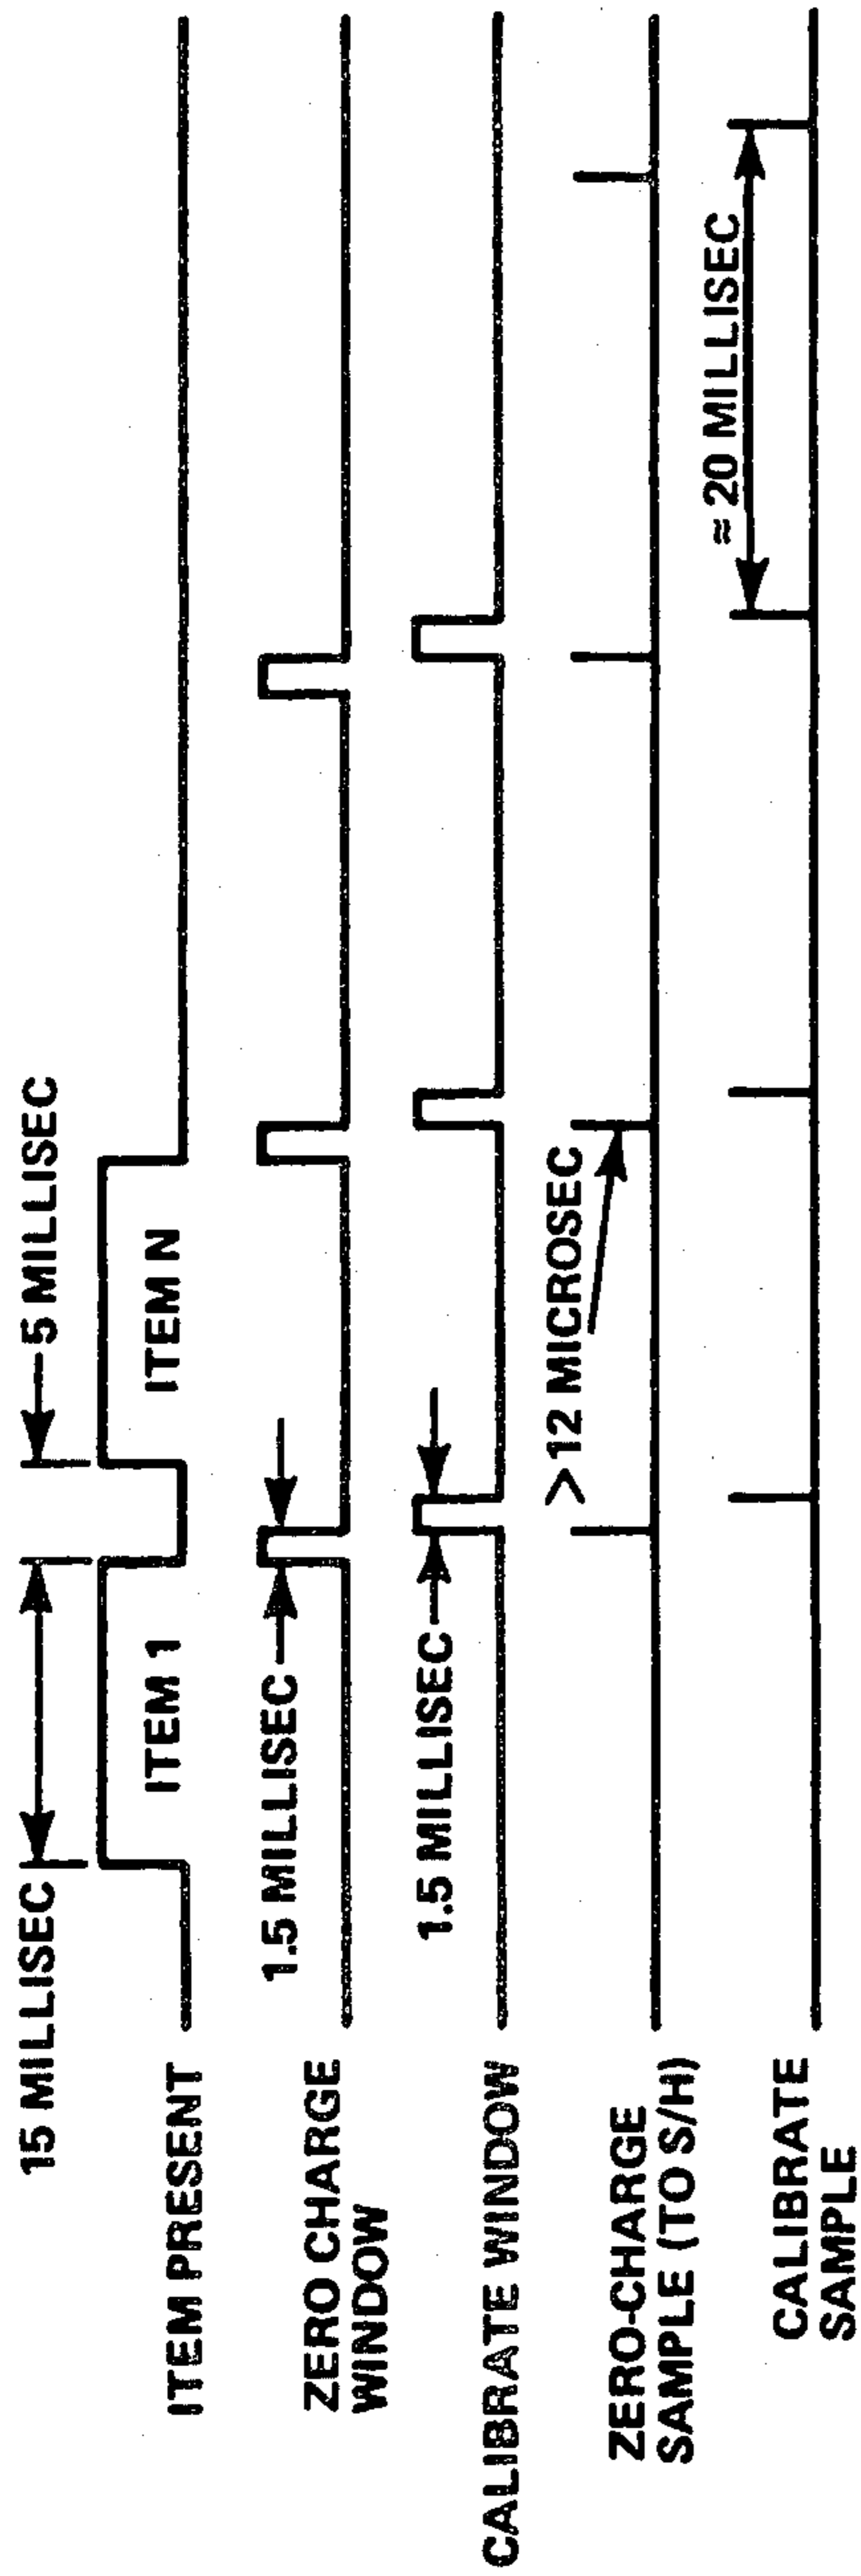 15 MILLISEC
5 MILLISEC
ITEM PRESENT
ITEM 1
ITEM N
ZERO CHARGE
WINDOW
1.5 MILLISEC
CALIBRATE WINDOW
1.5 MILLISEC
ZERO-CHARGE
SAMPLE (TO S/H)
>12 MICROSEC
CALIBRATE
SAMPLE
≈ 20 MILLISEC